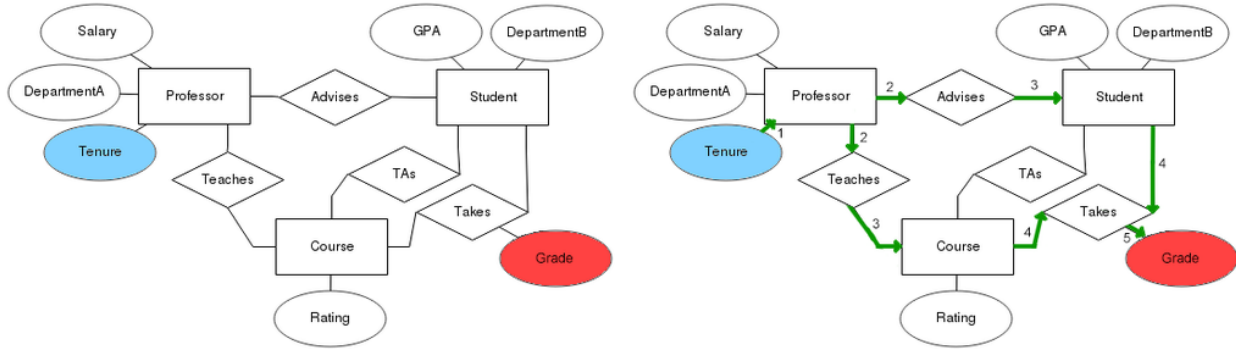 Salary
GPA
DepartmentB
DepartmentA
Professor
Advises
Student
Tenure
Teaches
TAs
Takes
Course
Grade
Rating
Salary
GPA
DepartmentB
DepartmentA
Professor
2
Advises
3
Student
Tenure
1
2
Teaches
TAs
4
Takes
3
Course
4
5
Grade
Rating